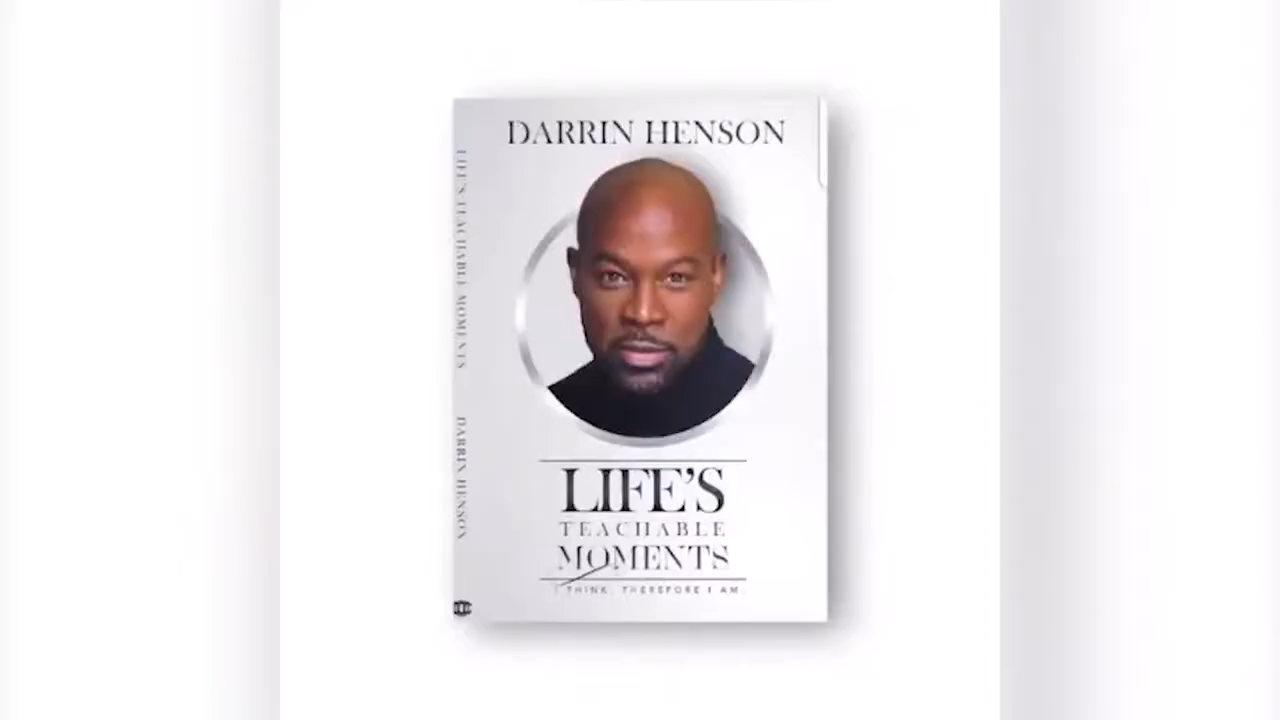 DARRIN HENSON
LIFE'S
TEACHABLE
MOMENTS
I THINK, THEREFORE I AM.
LIFE'S TEACHABLE MOMENTS
DARRIN HENSON